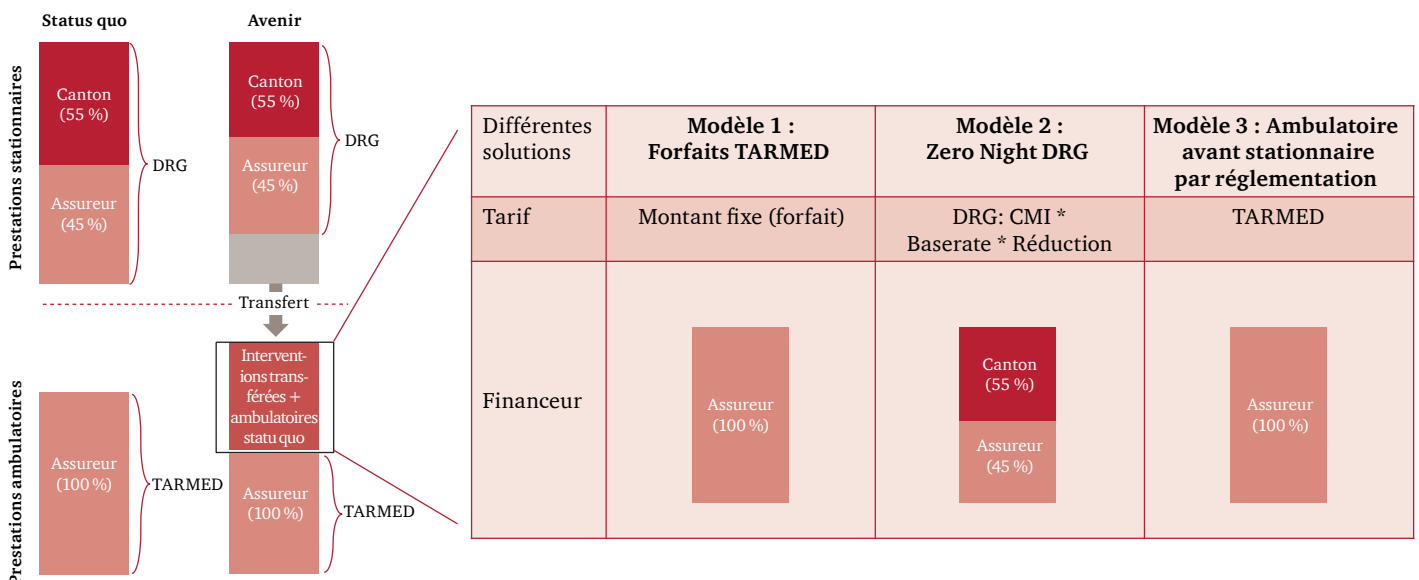 Status quo
Avenir
Prestations stationnaires
Canton
(55 %)
Assureur
(45 %)
DRG
Canton
(55 %)
Assureur
(45 %)
DRG
Transfert
Prestations ambulatoires
Assureur
(100 %)
TARMED
Intervent-
ions trans-
férées +
ambulatoires
statu quo
Assureur
(100 %)
TARMED
Différentes
solutions
Modèle 1 :
Forfaits TARMED
Modèle 2 :
Zero Night DRG
Modèle 3 : Ambulatoire
avant stationnaire
par réglementation
Tarif
Montant fixe (forfait)
DRG: CMI *
Baserate * Réduction
TARMED
Financeur
Assureur
(100 %)
Canton
(55 %)
Assureur
(45 %)
Assureur
(100 %)